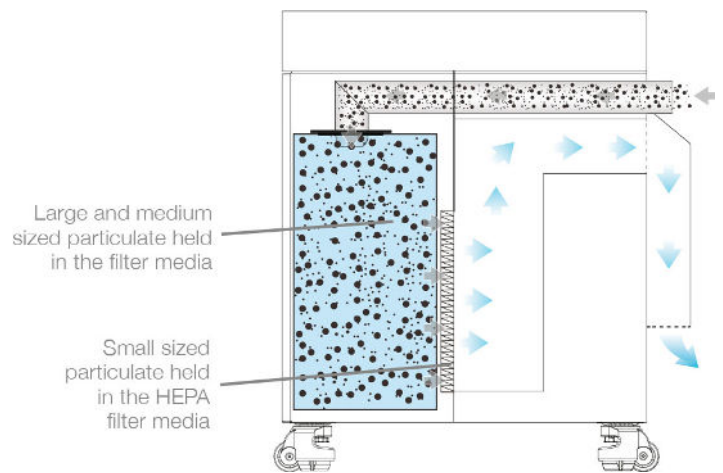 Large and medium
sized particulate held
in the filter media
Small sized
particulate held
in the HEPA
filter media